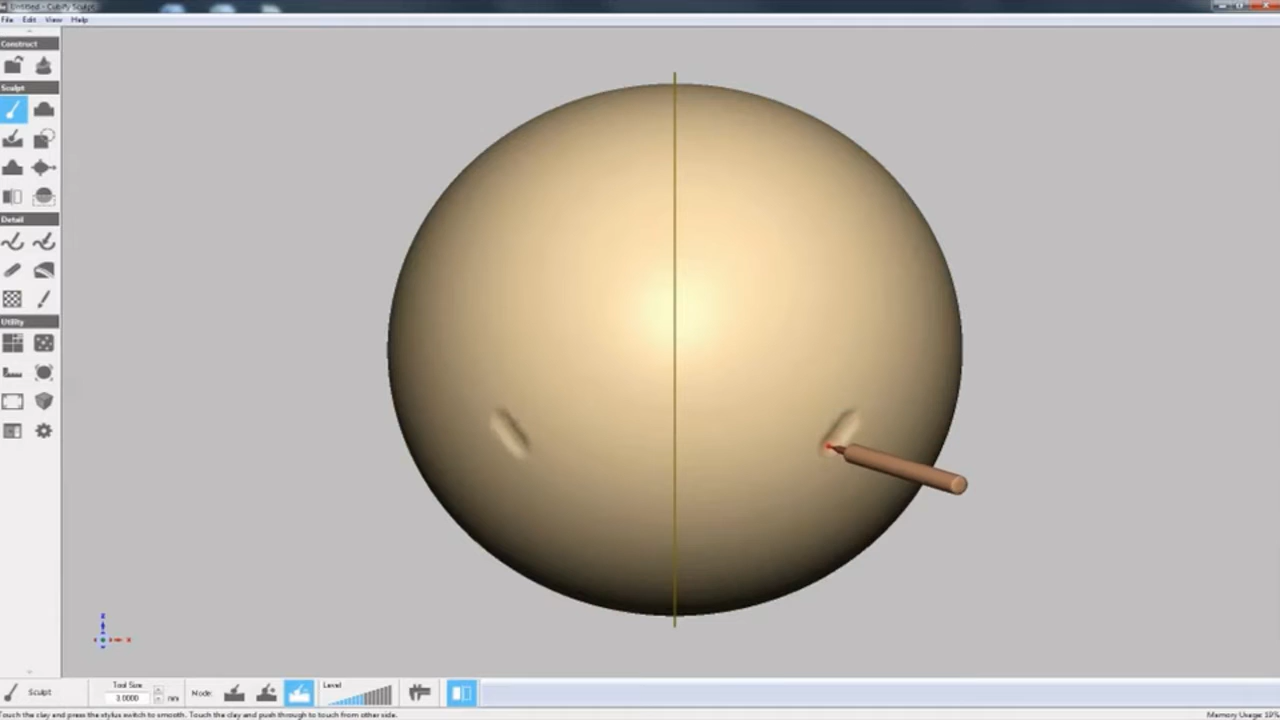 Untitled - Cubify Sculpt
File Edit View Help
Construct
Sculpt
Detail
Utility
Sculpt
Tool Size:
3.0000
mm
Mode:
Level
Touch the clay and press the stylus switch to smooth. Touch the clay and push through to touch from other side.
Memory Usage: 19%